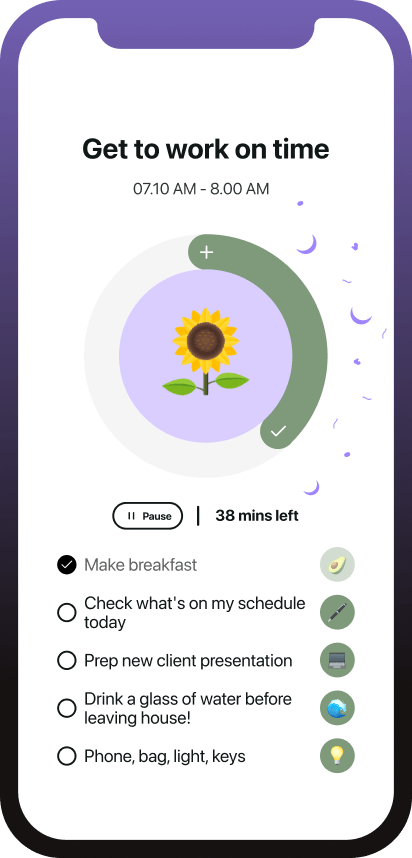 Get to work on time
07.10 AM - 8.00 AM
Pause
38 mins left
Make breakfast
Check what's on my schedule
today
Prep new client presentation
Drink a glass of water before
leaving house!
Phone, bag, light, keys